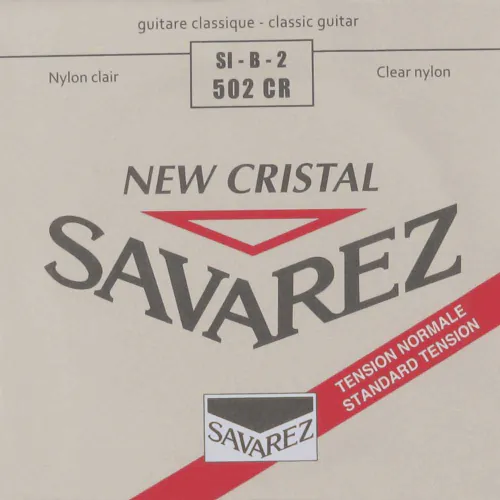 guitare classique - classic guitar
SI - B - 2
502 CR
Nylon clair
Clear nylon
NEW CRISTAL
SAVAREZ
TENSION NORMALE
STANDARD TENSION
SAVAREZ